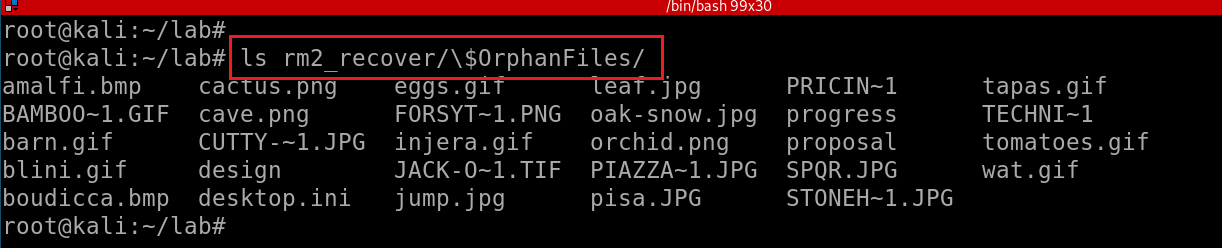 /bin/bash 99x30
root@kali:~/lab#
root@kali:~/lab# ls rm2_recover/\$OrphanFiles/
amalfi.bmp cactus.png eggs.gif leaf.jpg PRICIN~1 tapas.gif
BAMBOO~1.GIF cave.png FORSYT~1.PNG oak-snow.jpg progress TECHNI~1
barn.gif CUTTY-~1.JPG injera.gif orchid.png proposal tomatoes.gif
blini.gif design JACK-O~1.TIF PIAZZA~1.JPG SPQR.JPG wat.gif
boudicca.bmp desktop.ini jump.jpg pisa.JPG STONEH~1.JPG
root@kali:~/lab#